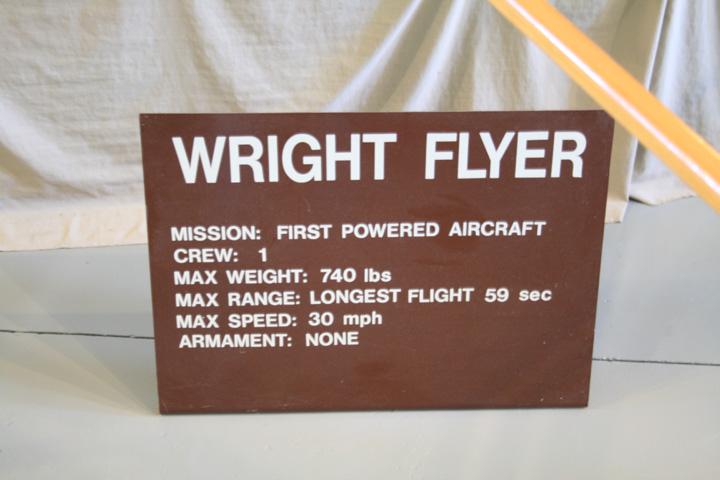 WRIGHT FLYER
MISSION: FIRST POWERED AIRCRAFT
CREW: 1
MAX WEIGHT: 740 lbs
MAX RANGE: LONGEST FLIGHT 59 sec
MAX SPEED: 30 mph
ARMAMENT: NONE